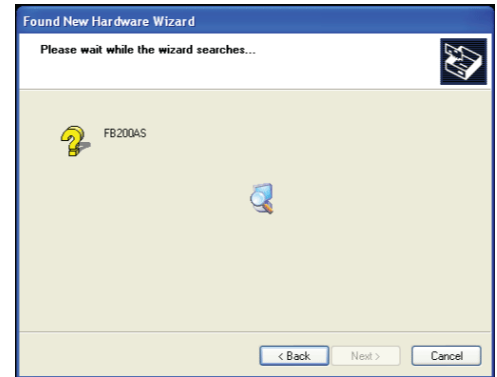 Found New Hardware Wizard
Please wait while the wizard searches...
FB200AS
< Back Next > Cancel